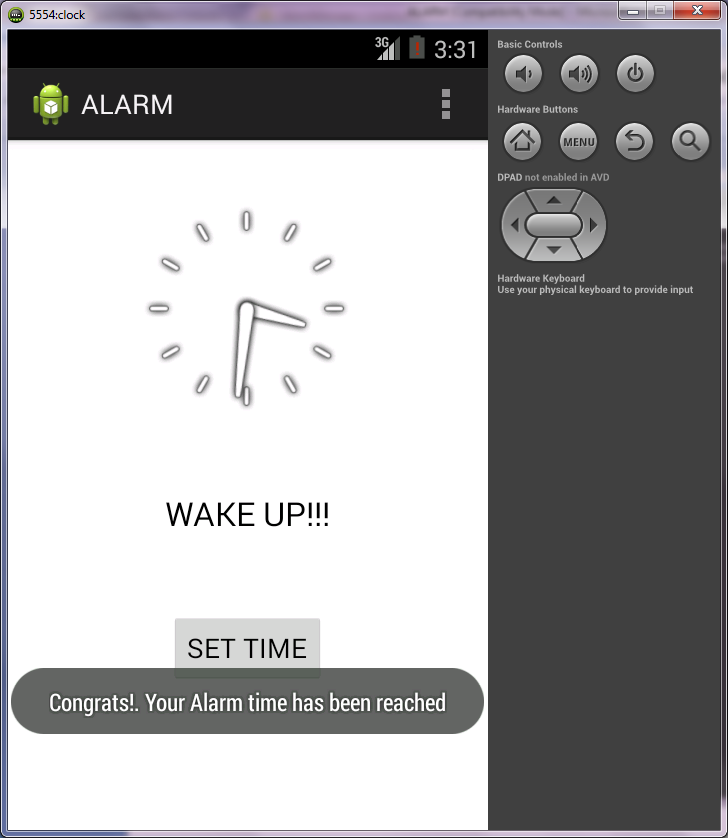 5554:clock
3G 3:31
ALARM
WAKE UP!!!
SET TIME
Congrats!. Your Alarm time has been reached
Basic Controls
Hardware Buttons
MENU
DPAD not enabled in AVD
Hardware Keyboard
Use your physical keyboard to provide input